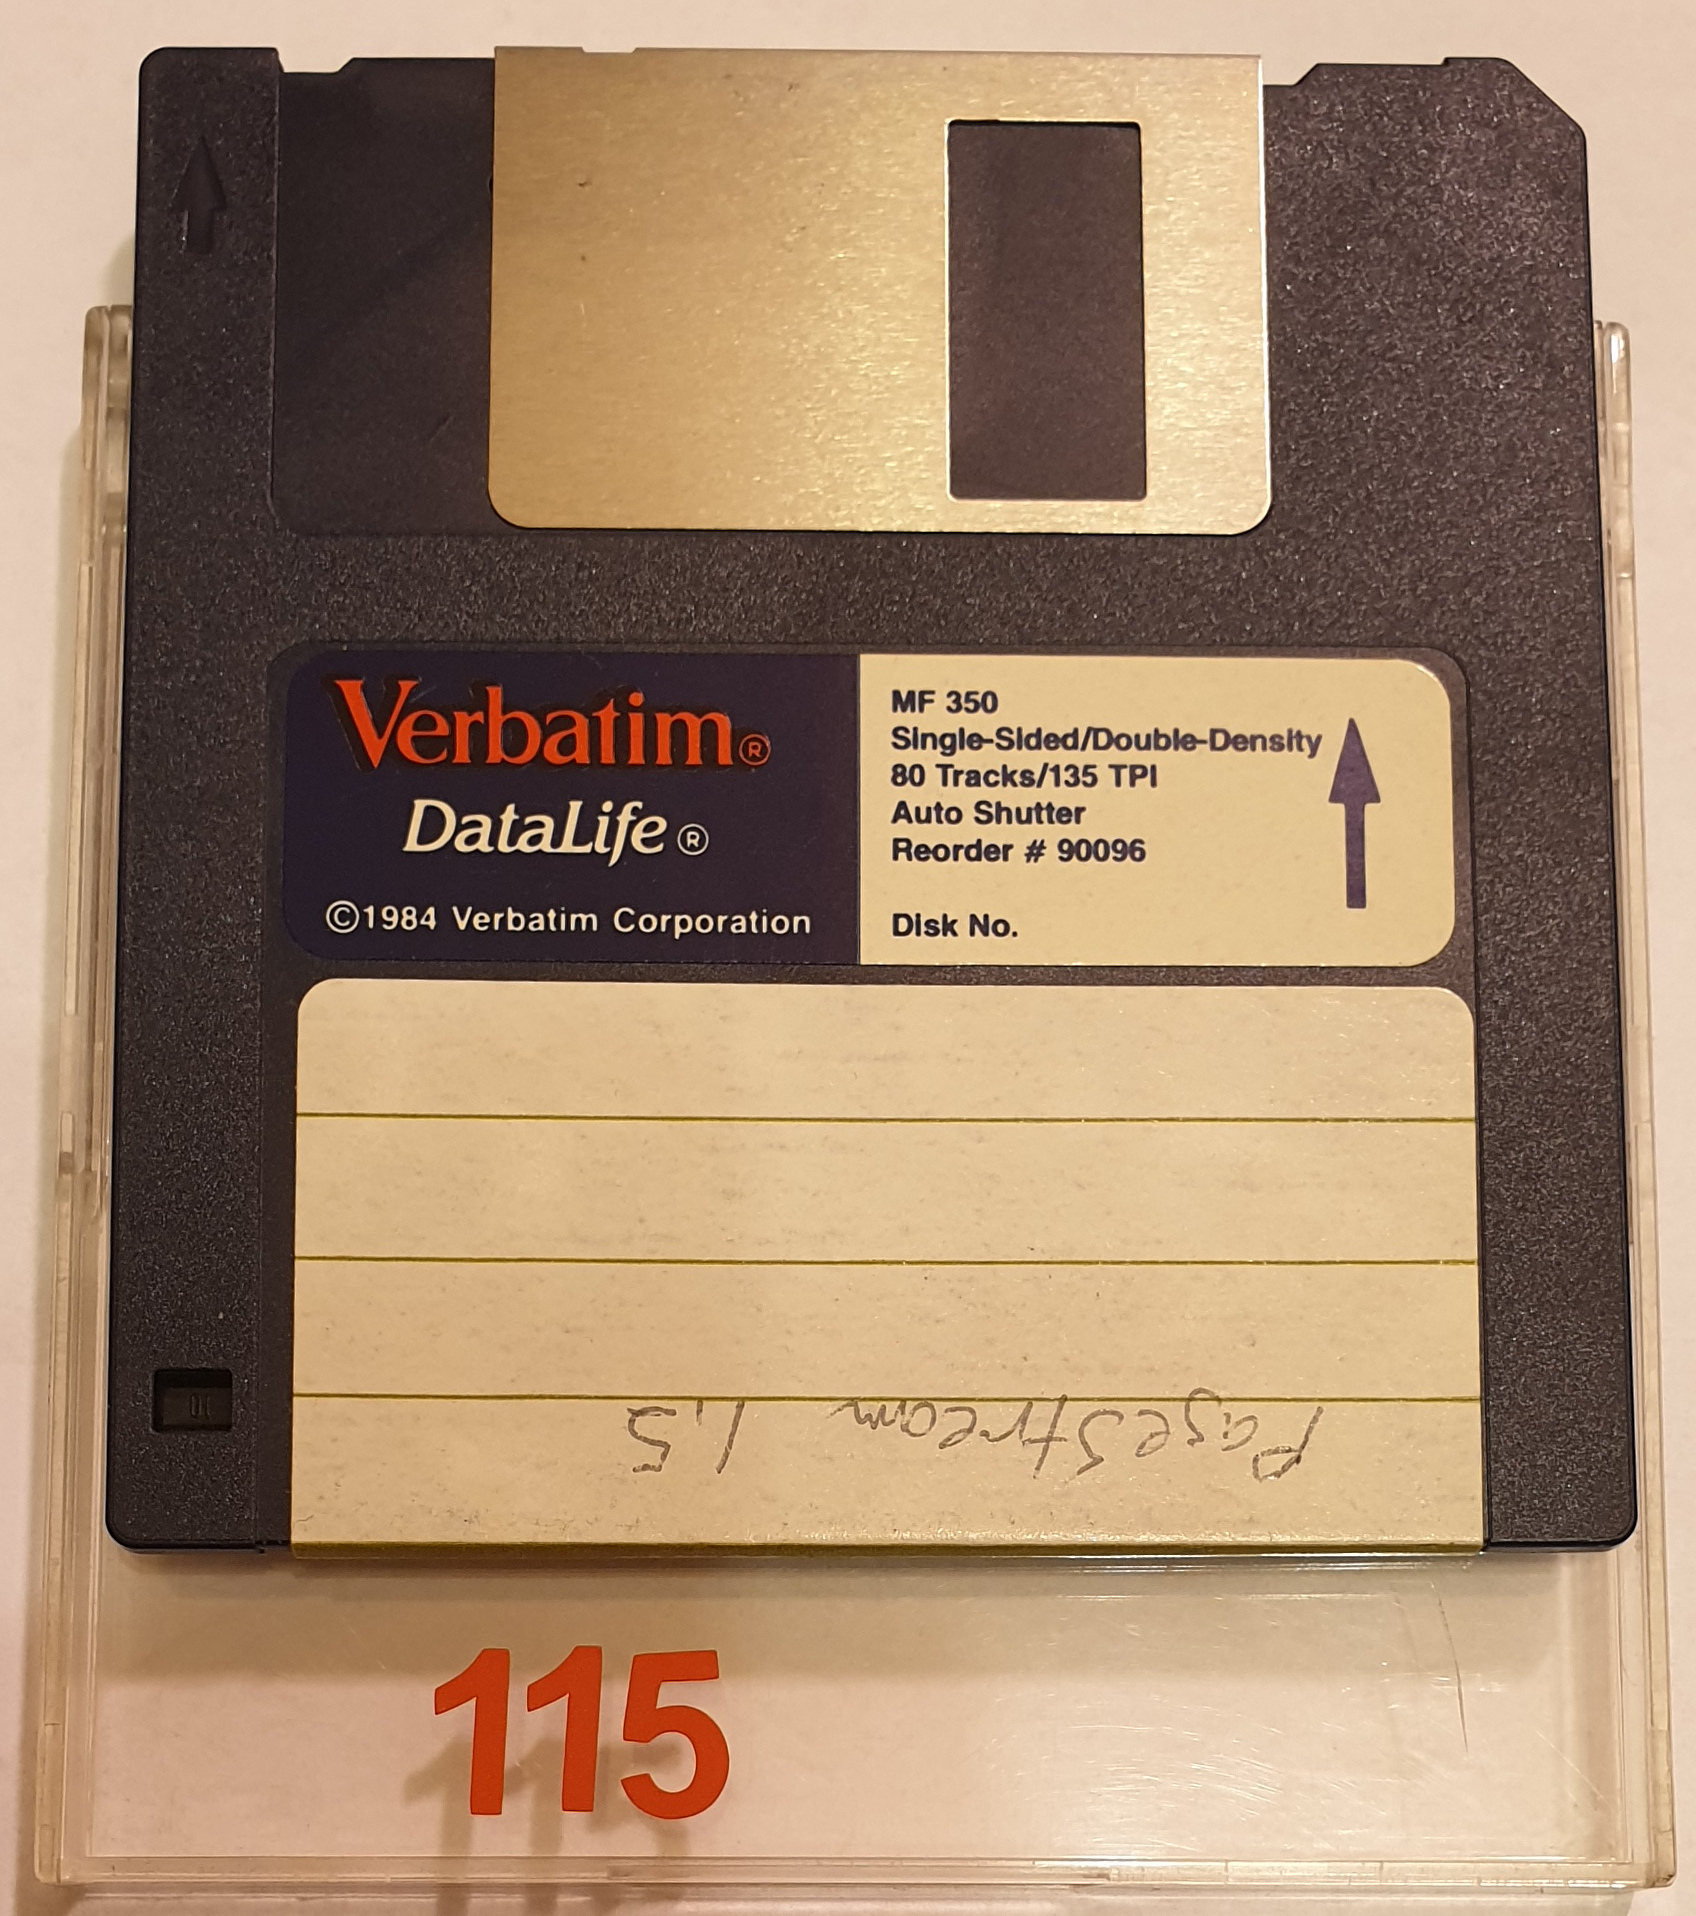 Verbatim®
DataLife®
©1984 Verbatim Corporation
MF 350
Single-Sided/Double-Density
80 Tracks/135 TPI
Auto Shutter
Reorder # 90096
Disk No.
PageStream 1.5
115